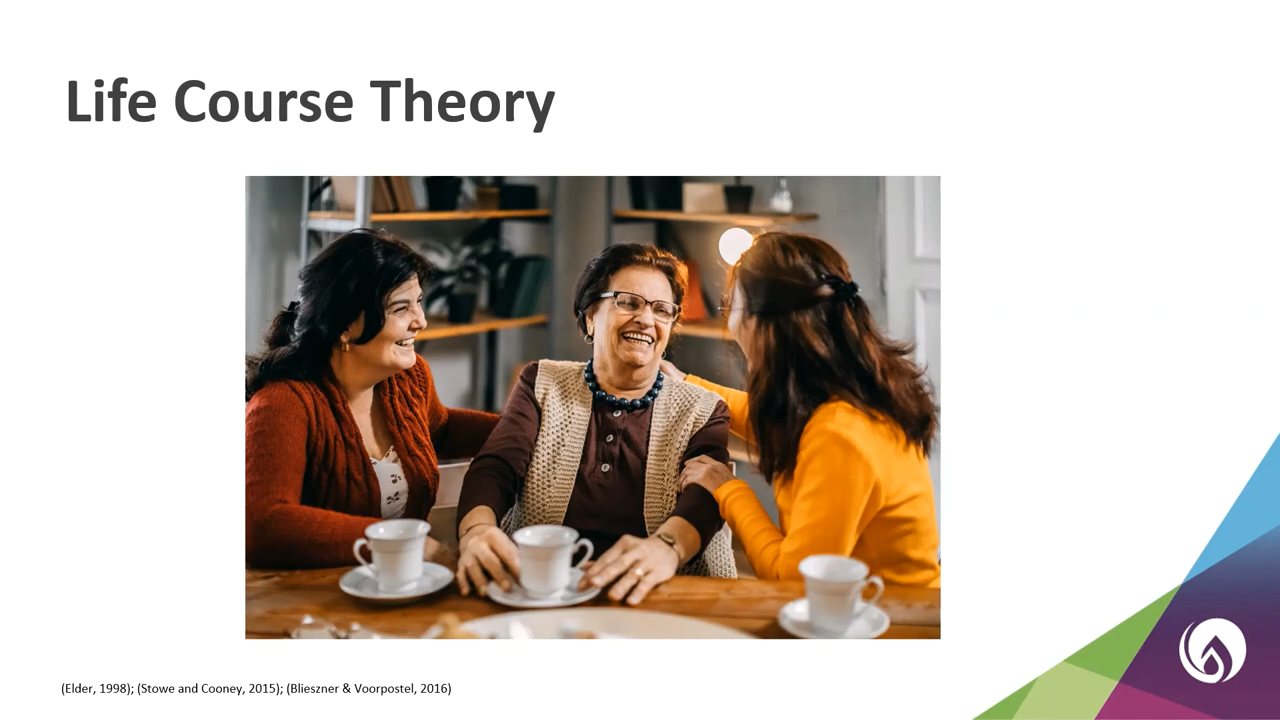 Life Course Theory
(Elder, 1998); (Stowe and Cooney, 2015); (Blieszner & Voorpostel, 2016)